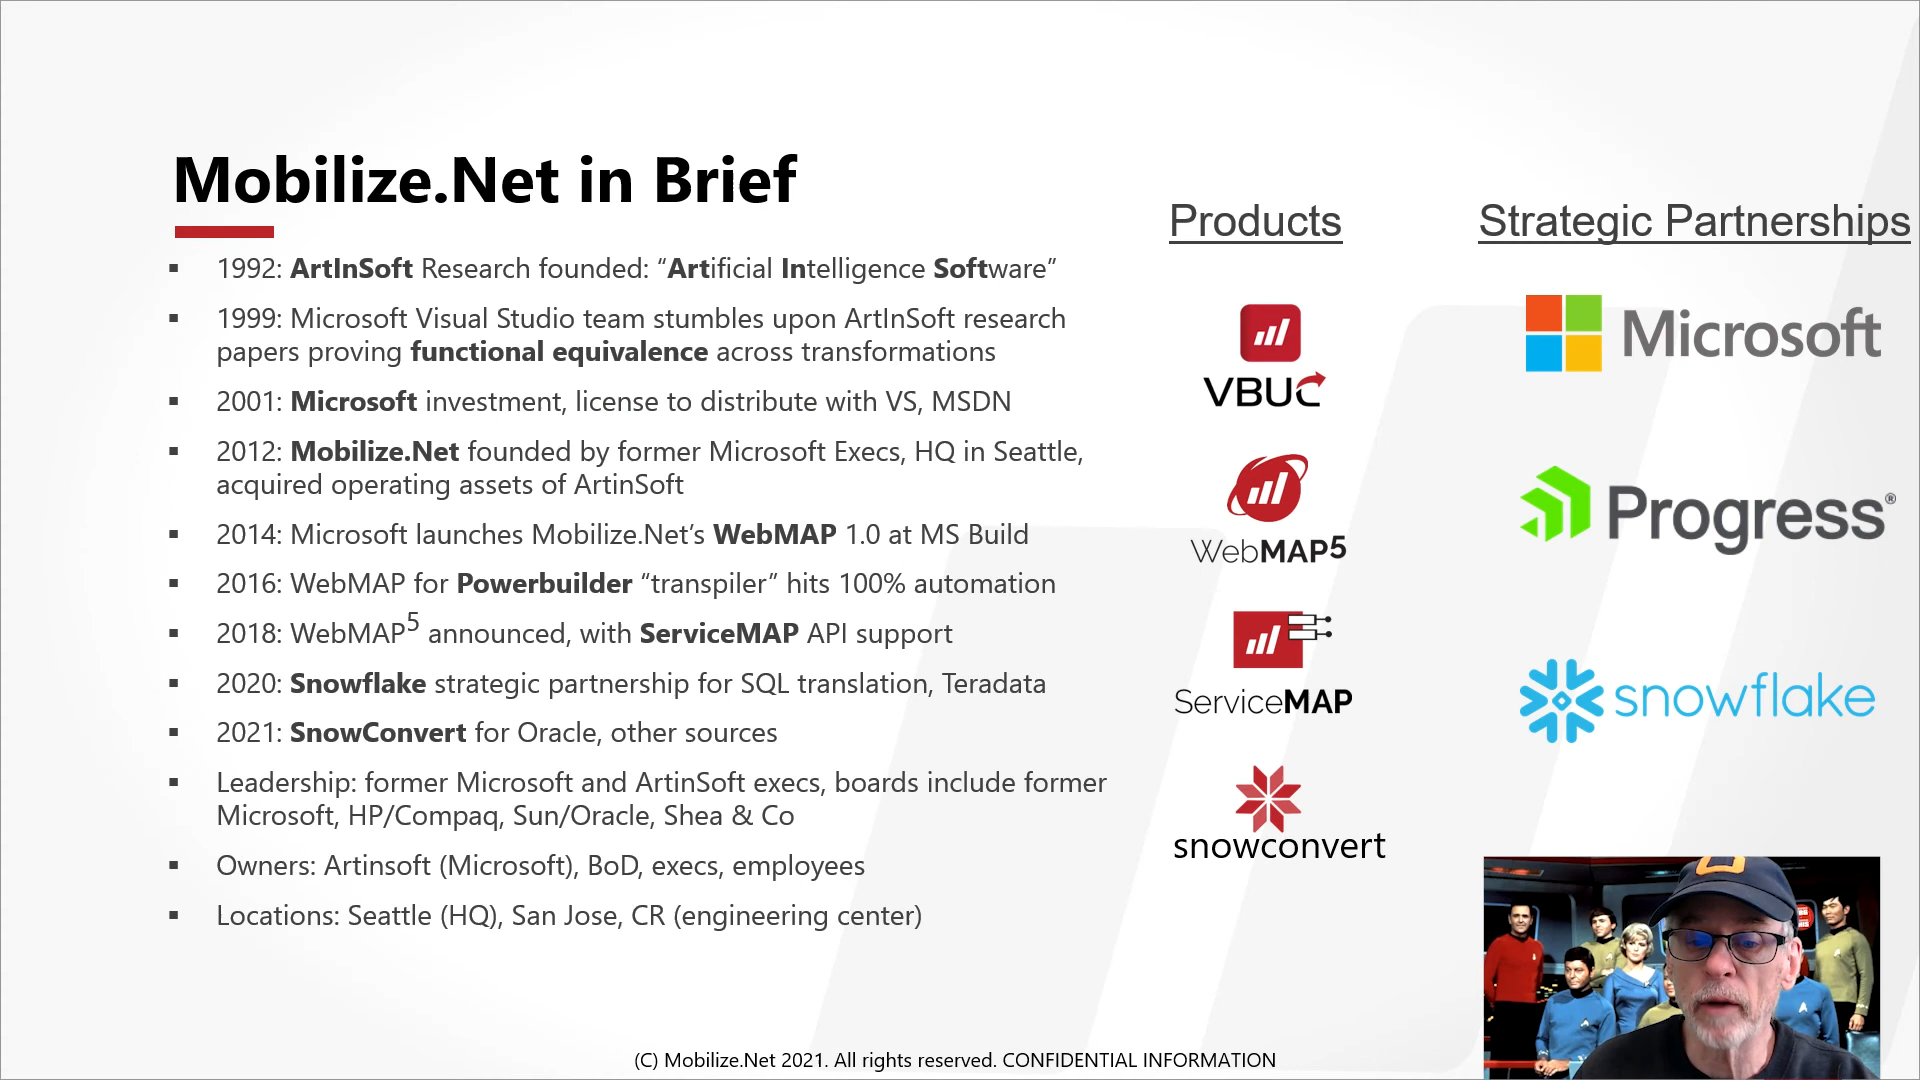 Mobilize.Net in Brief
Products
Strategic Partnerships
▪ 1992: ArtInSoft Research founded: “Artificial Intelligence Software”
▪ 1999: Microsoft Visual Studio team stumbles upon ArtInSoft research
papers proving functional equivalence across transformations
▪ 2001: Microsoft investment, license to distribute with VS, MSDN
▪ 2012: Mobilize.Net founded by former Microsoft Execs, HQ in Seattle,
acquired operating assets of ArtinSoft
▪ 2014: Microsoft launches Mobilize.Net’s WebMAP 1.0 at MS Build
▪ 2016: WebMAP for Powerbuilder “transpiler” hits 100% automation
▪ 2018: WebMAP⁵ announced, with ServiceMAP API support
▪ 2020: Snowflake strategic partnership for SQL translation, Teradata
▪ 2021: SnowConvert for Oracle, other sources
▪ Leadership: former Microsoft and ArtinSoft execs, boards include former
Microsoft, HP/Compaq, Sun/Oracle, Shea & Co
▪ Owners: Artinsoft (Microsoft), BoD, execs, employees
▪ Locations: Seattle (HQ), San Jose, CR (engineering center)
VBUC
WebMAP5
ServiceMAP
snowconvert
Microsoft
Progress®
snowflake
(C) Mobilize.Net 2021. All rights reserved. CONFIDENTIAL INFORMATION